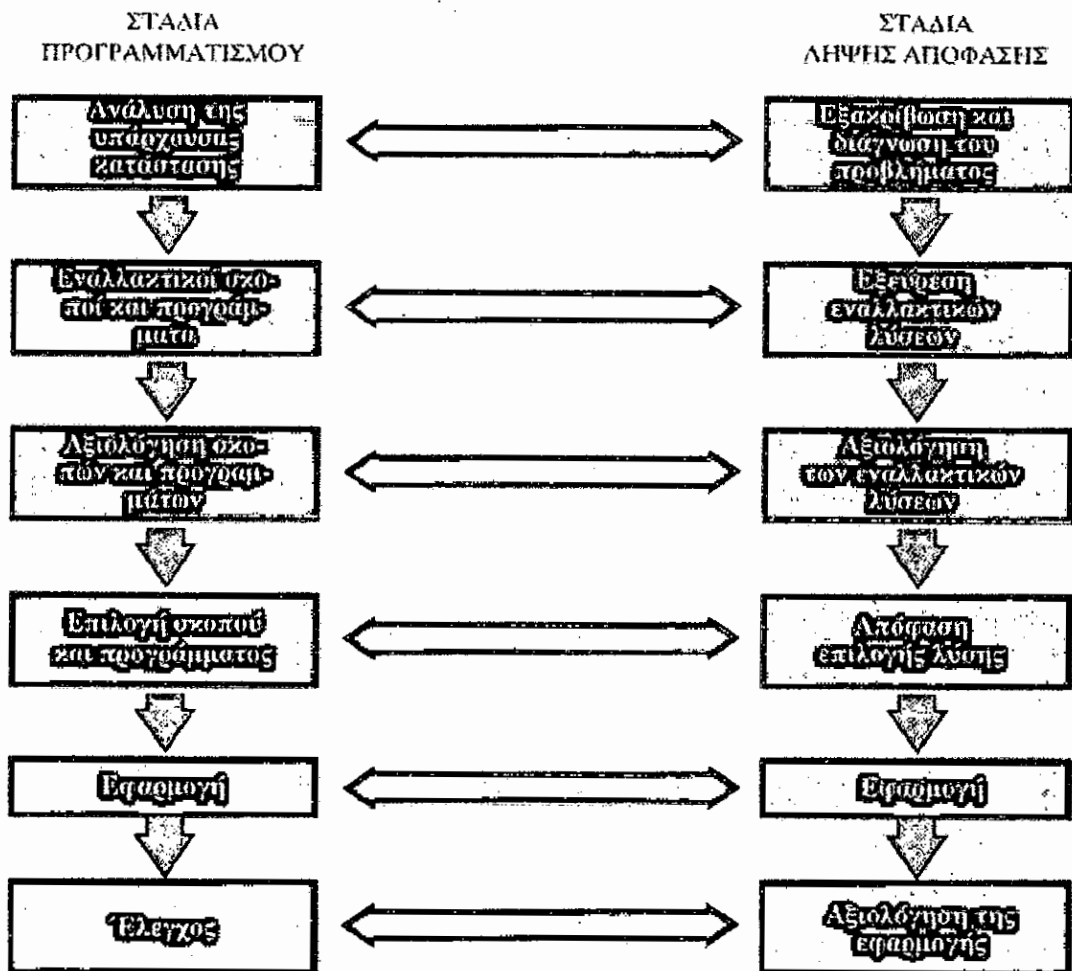 ΣΤΑΔΙΑ
ΠΡΟΓΡΑΜΜΑΤΙΣΜΟΥ
ΣΤΑΔΙΑ
ΛΗΨΗΣ ΑΠΟΦΑΣΗΣ
Ανάλυση της
υπάρχουσας
κατάστασης
Εξακρίβωση και
διάγνωση του
προβλήματος
Εναλλακτικοί σκο-
ποί και προγράμ-
ματα
Εξεύρεση
εναλλακτικών
λύσεων
Αξιολόγηση σκο-
πών και προγραμ-
μάτων
Αξιολόγηση
των εναλλακτικών
λύσεων
Επιλογή σκοπού
και προγράμματος
Απόφαση
επιλογής λύσης
Εφαρμογή
Εφαρμογή
Έλεγχος
Αξιολόγηση της
εφαρμογής